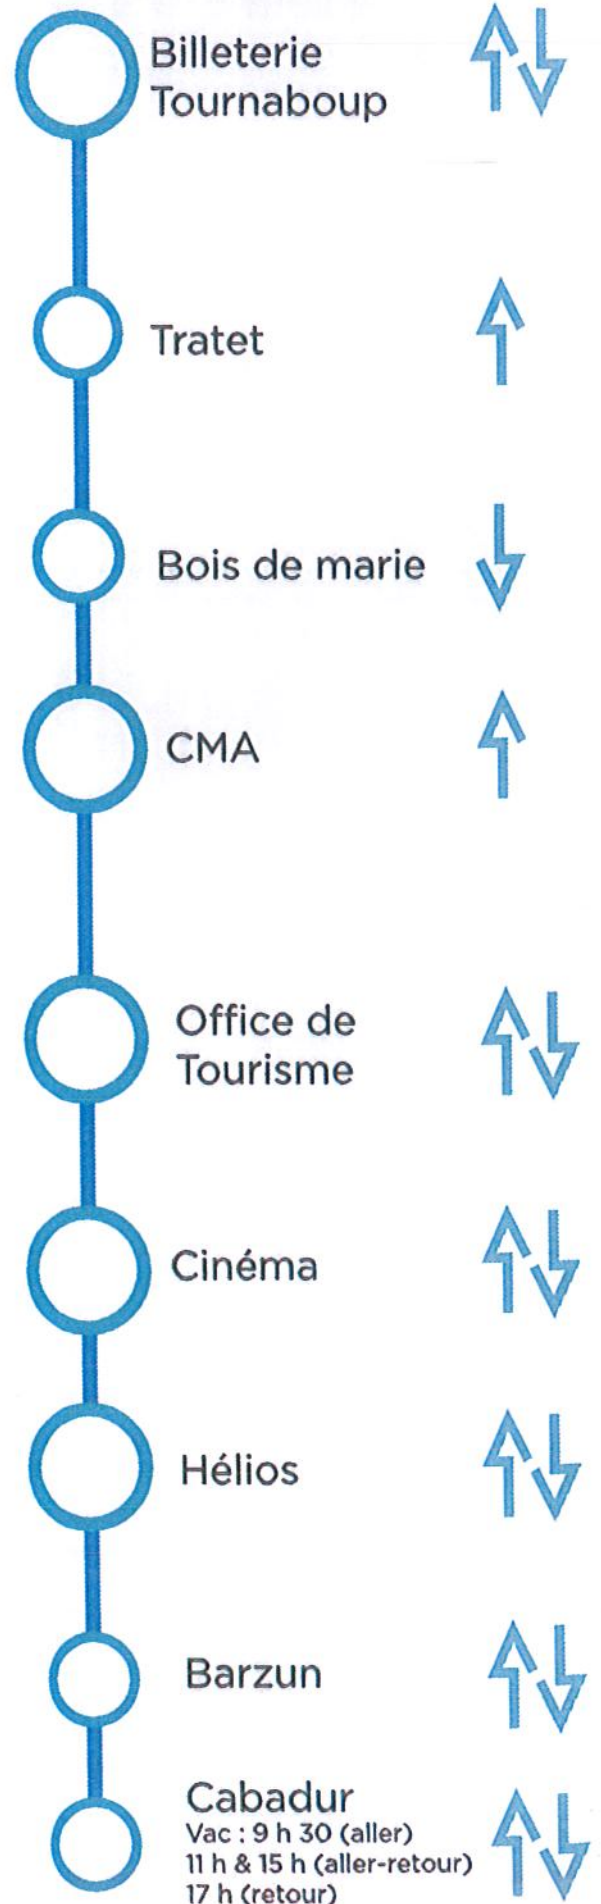 Billeterie
Tournaboup
Tratet
Bois de marie
CMA
Office de
Tourisme
Cinéma
Hélios
Barzun
Cabadur
Vac : 9 h 30 (aller)
11 h & 15 h (aller-retour)
17 h (retour)